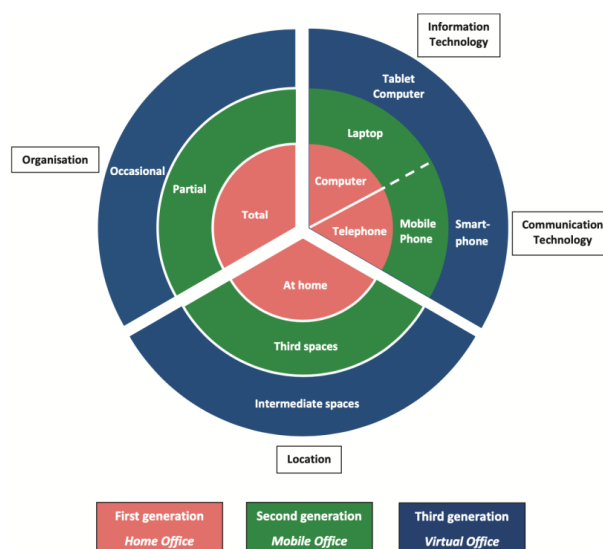 Information
Technology
Tablet
Computer
Laptop
Organisation
Occasional
Partial
Computer
Total
Telephone
Mobile
Phone
Smart-
phone
Communication
Technology
At home
Third spaces
Intermediate spaces
Location
First generation
Home Office
Second generation
Mobile Office
Third generation
Virtual Office